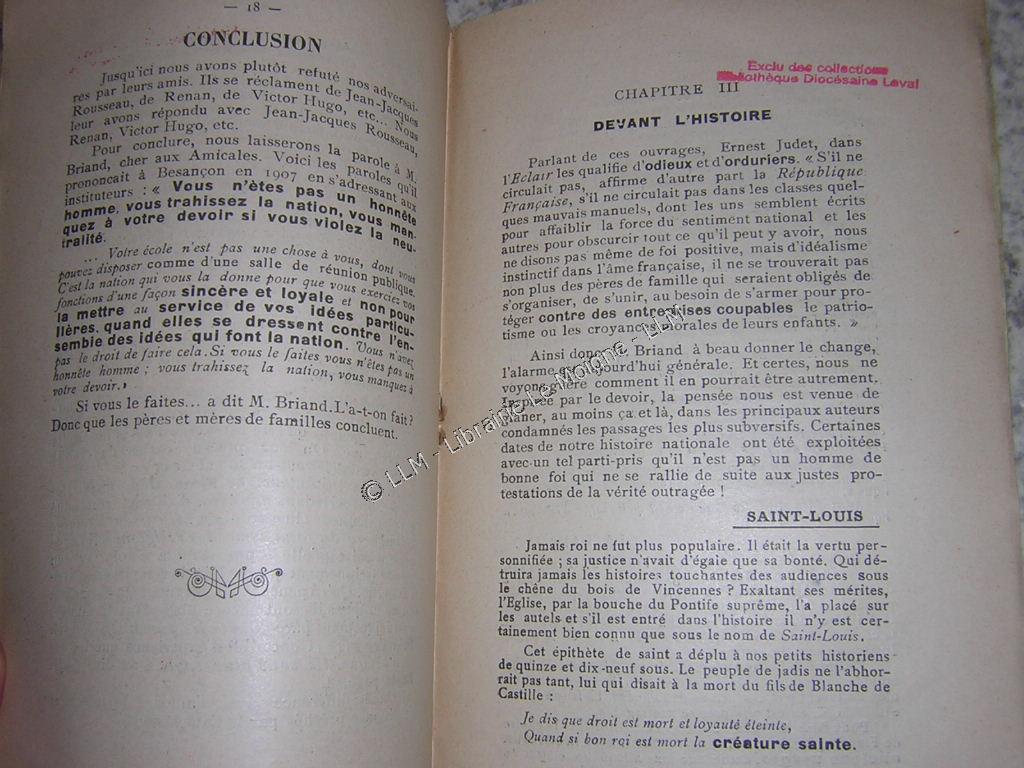 — 18 —
CONCLUSION
Jusqu'ici nous avons plutôt refuté nos adversai-
res par leurs amis. Ils se réclament de Jean-Jacques
Rousseau, de Renan, de Victor Hugo, etc... Nous
leur avons répondu avec Jean-Jacques Rousseau,
Renan, Victor Hugo, etc.
Pour conclure, nous laisserons la parole à M.
Briand, cher aux Amicales. Voici les paroles qu'il
prononcait à Besançon en 1907 en s'adressant aux
instituteurs : « Vous n'êtes pas un honnête
homme, vous trahissez la nation, vous man-
quez à votre devoir si vous violez la neu-
tralité.
... Votre école n'est pas une chose à vous, dont vous
pouvez disposer comme d'une salle de réunion publique.
C'est la nation qui vous la donne pour que vous exerciez vos
fonctions d'une façon sincère et loyale et non pour
la mettre au service de vos idées particu-
lières, quand elles se dressent contre l'en-
semble des idées qui font la nation. Vous n'avez
pas le droit de faire cela. Si vous le faites vous n'êtes pas un
honnête homme ; vous trahissez la nation, vous manquez à
votre devoir. »
Si vous le faites... a dit M. Briand. L'a-t-on fait ?
Donc que les pères et mères de familles concluent.
Exclu des collections
Bibliothèque Diocésaine Laval
CHAPITRE III
DEVANT L'HISTOIRE
Parlant de ces ouvrages, Ernest Judet, dans
l'Eclair les qualifie d'odieux et d'orduriers. « S'il ne
circulait pas, affirme d'autre part la République
Française, s'il ne circulait pas dans les classes quel-
ques mauvais manuels, dont les uns semblent écrits
pour affaiblir la force du sentiment national et les
autres pour obscurcir tout ce qu'il peut y avoir, nous
ne disons pas même de foi positive, mais d'idéalisme
instinctif dans l'âme française, il ne se trouverait pas
non plus des pères de famille qui seraient obligés de
s'organiser, de s'unir, au besoin de s'armer pour pro-
téger contre des entreprises coupables le patrio-
tisme ou les croyances morales de leurs enfants. »
Ainsi donc M. Briand à beau donner le change,
l'alarme est aujourd'hui générale. Et certes, nous ne
voyons guère comment il en pourrait être autrement.
Inspirée par le devoir, la pensée nous est venue de
glaner, au moins ça et là, dans les principaux auteurs
condamnés les passages les plus subversifs. Certaines
dates de notre histoire nationale ont été exploitées
avec un tel parti-pris qu'il n'est pas un homme de
bonne foi qui ne se rallie de suite aux justes pro-
testations de la vérité outragée !
SAINT-LOUIS
Jamais roi ne fut plus populaire. Il était la vertu per-
sonnifiée ; sa justice n'avait d'égale que sa bonté. Qui dé-
truira jamais les histoires touchantes des audiences sous
le chêne du bois de Vincennes ? Exaltant ses mérites,
l'Eglise, par la bouche du Pontife suprême, l'a placé sur
les autels et s'il est entré dans l'histoire il n'y est cer-
tainement bien connu que sous le nom de Saint-Louis.
Cet épithète de saint a déplu à nos petits historiens
de quinze et dix-neuf sous. Le peuple de jadis ne l'abhor-
rait pas tant, lui qui disait à la mort du fils de Blanche de
Castille :
Je dis que droit est mort et loyauté éteinte,
Quand si bon roi est mort la créature sainte.
© LLM - Librairie Le Moigne - LLM